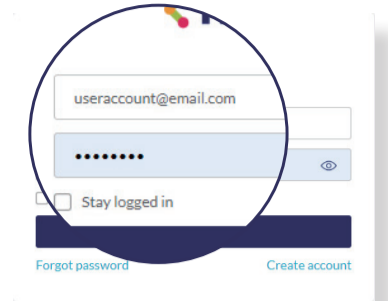 useraccount@email.com
••••••••
Stay logged in
Forgot password
Create account